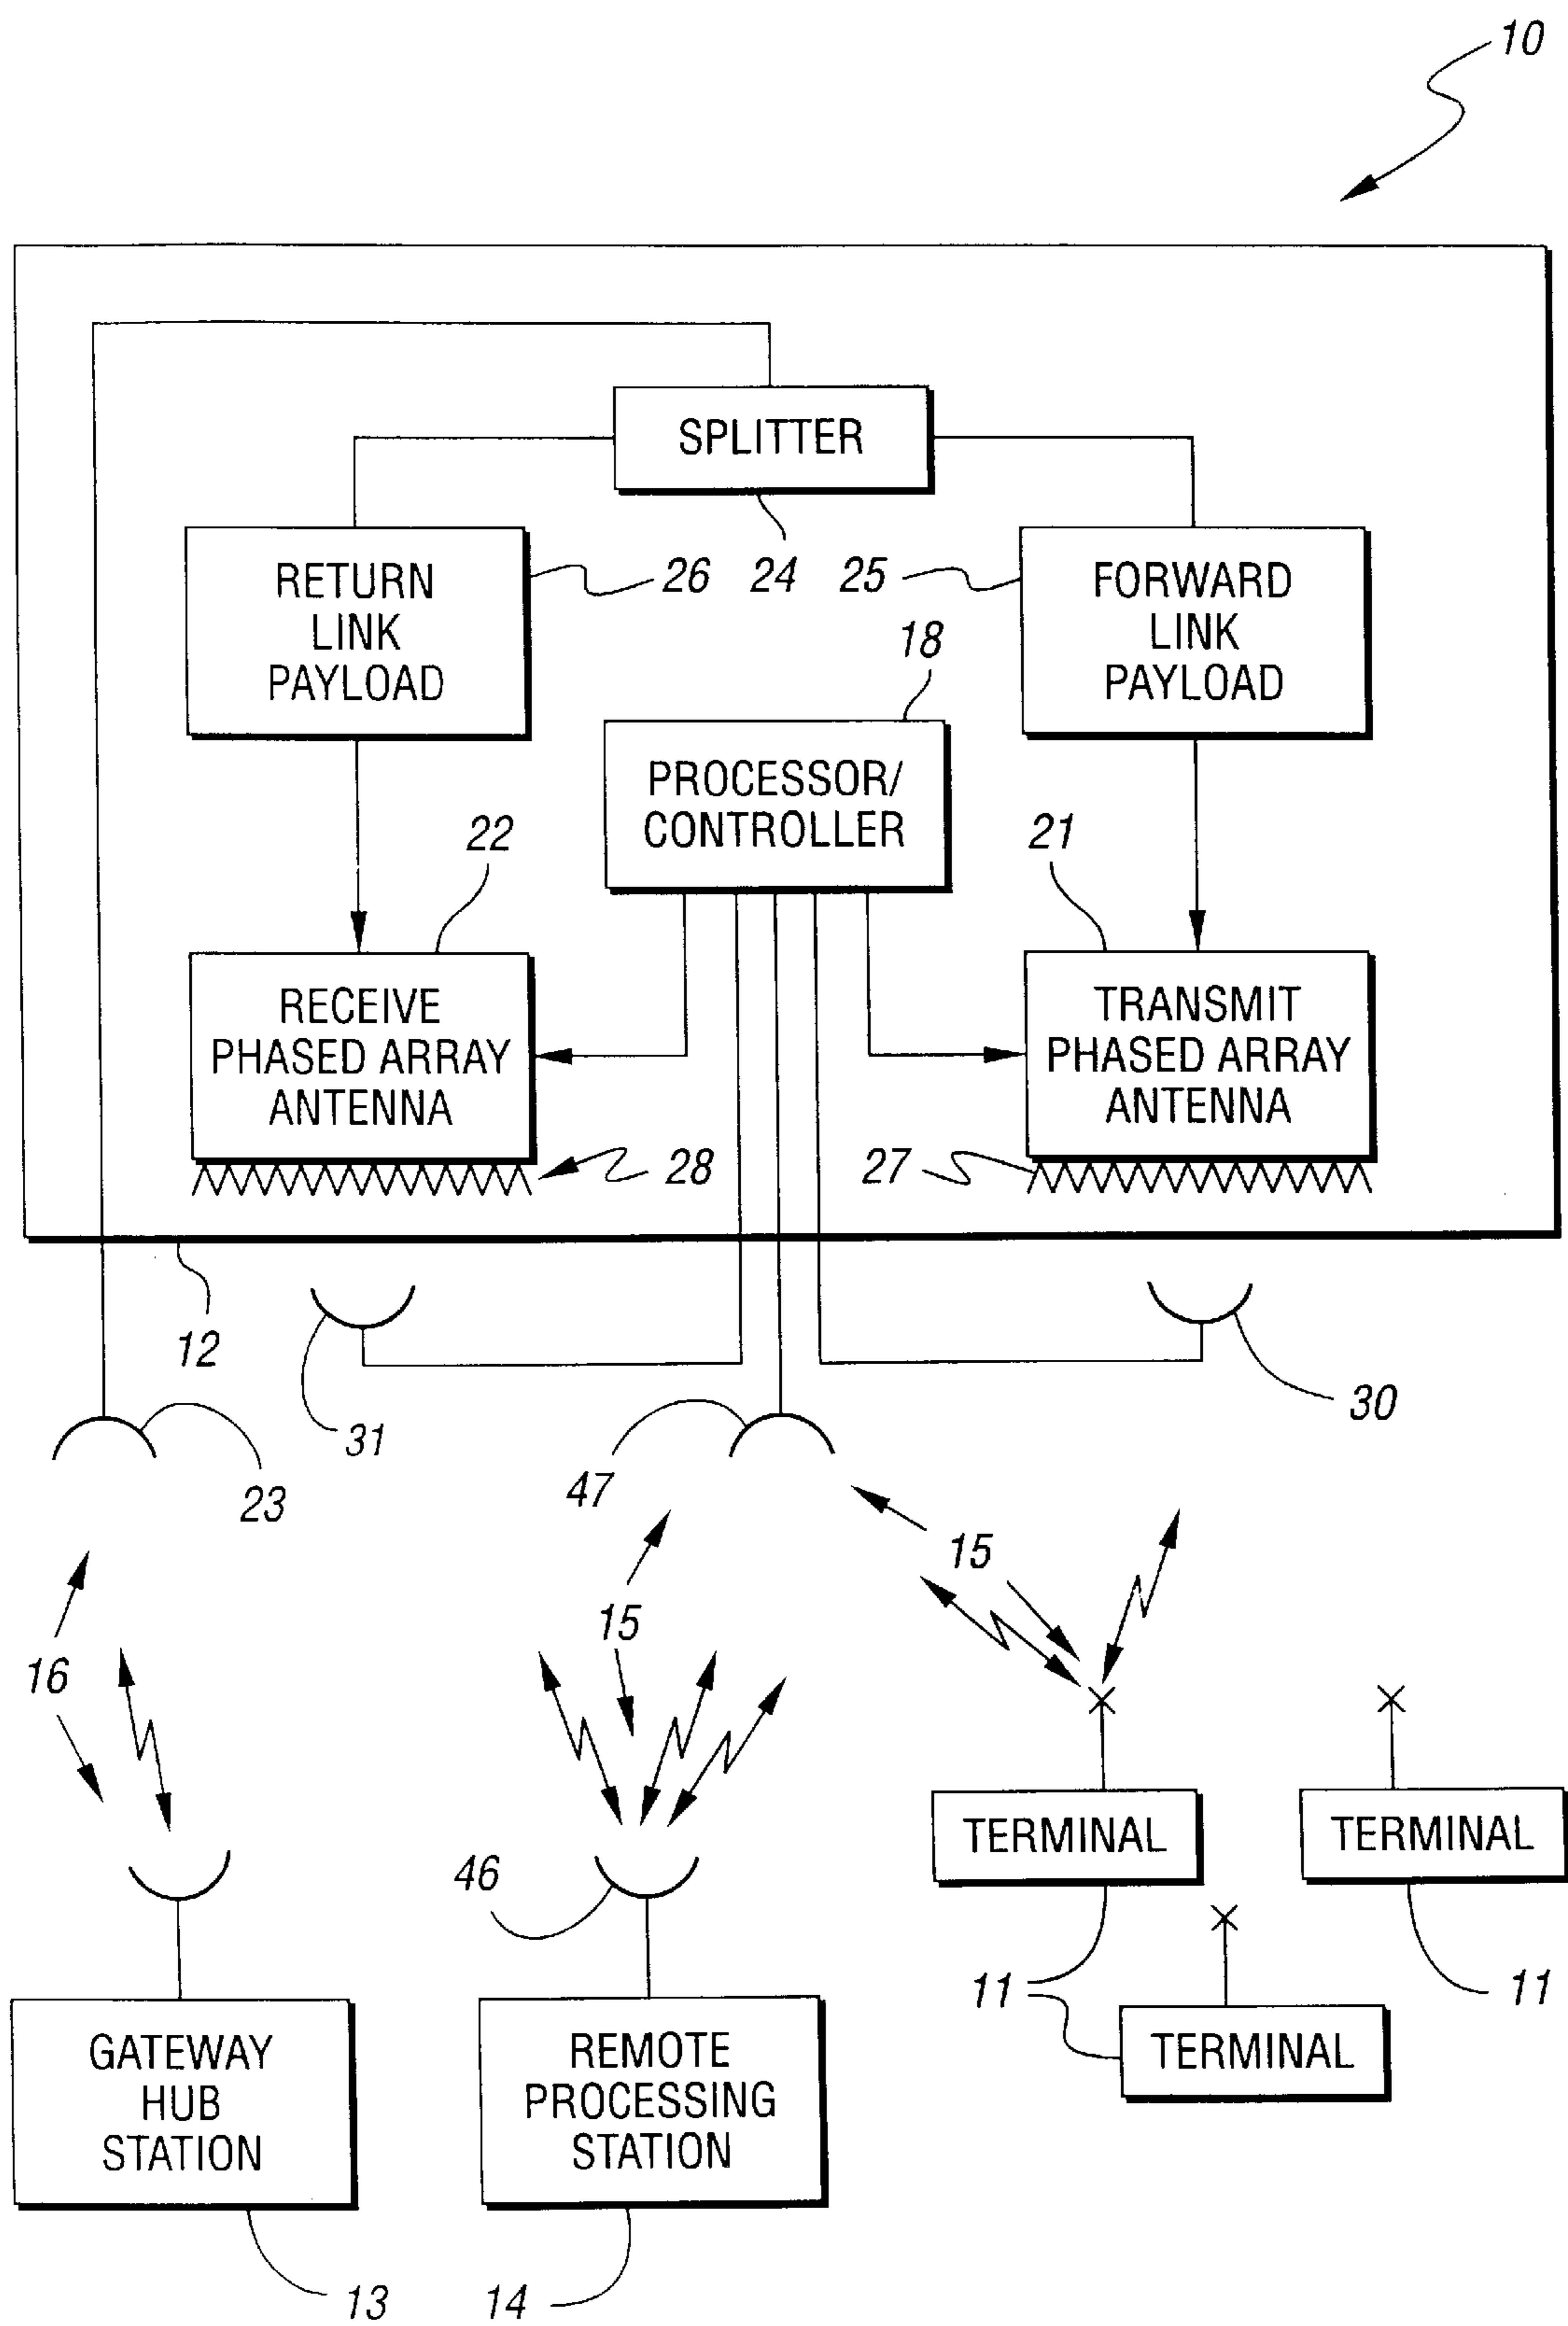 10
SPLITTER
24
RETURN
LINK
PAYLOAD
26
25
FORWARD
LINK
PAYLOAD
18
PROCESSOR/
CONTROLLER
22
21
RECEIVE
PHASED ARRAY
ANTENNA
TRANSMIT
PHASED ARRAY
ANTENNA
28
27
12
31
30
23
47
15
16
15
46
TERMINAL
TERMINAL
11
11
TERMINAL
GATEWAY
HUB
STATION
REMOTE
PROCESSING
STATION
13
14